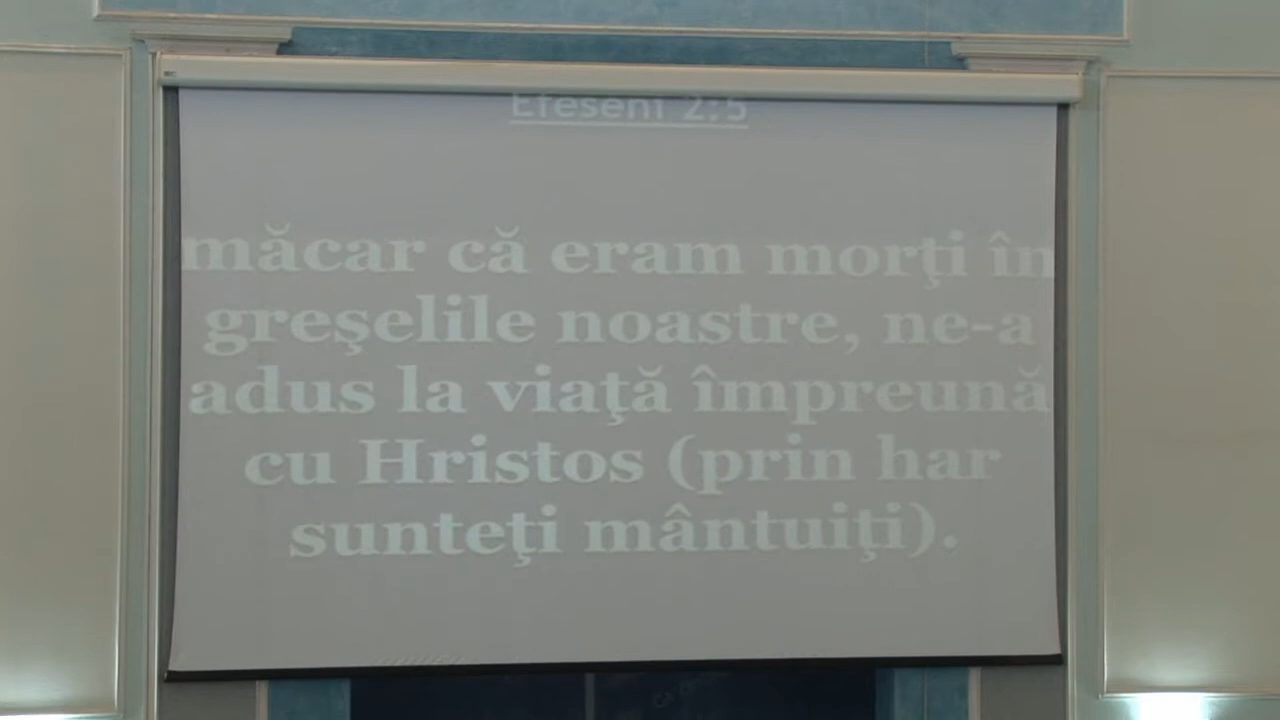 Efeseni 2:5
măcar că eram morţi în
greşelile noastre, ne-a
adus la viaţă împreună
cu Hristos (prin har
sunteţi mântuiţi).